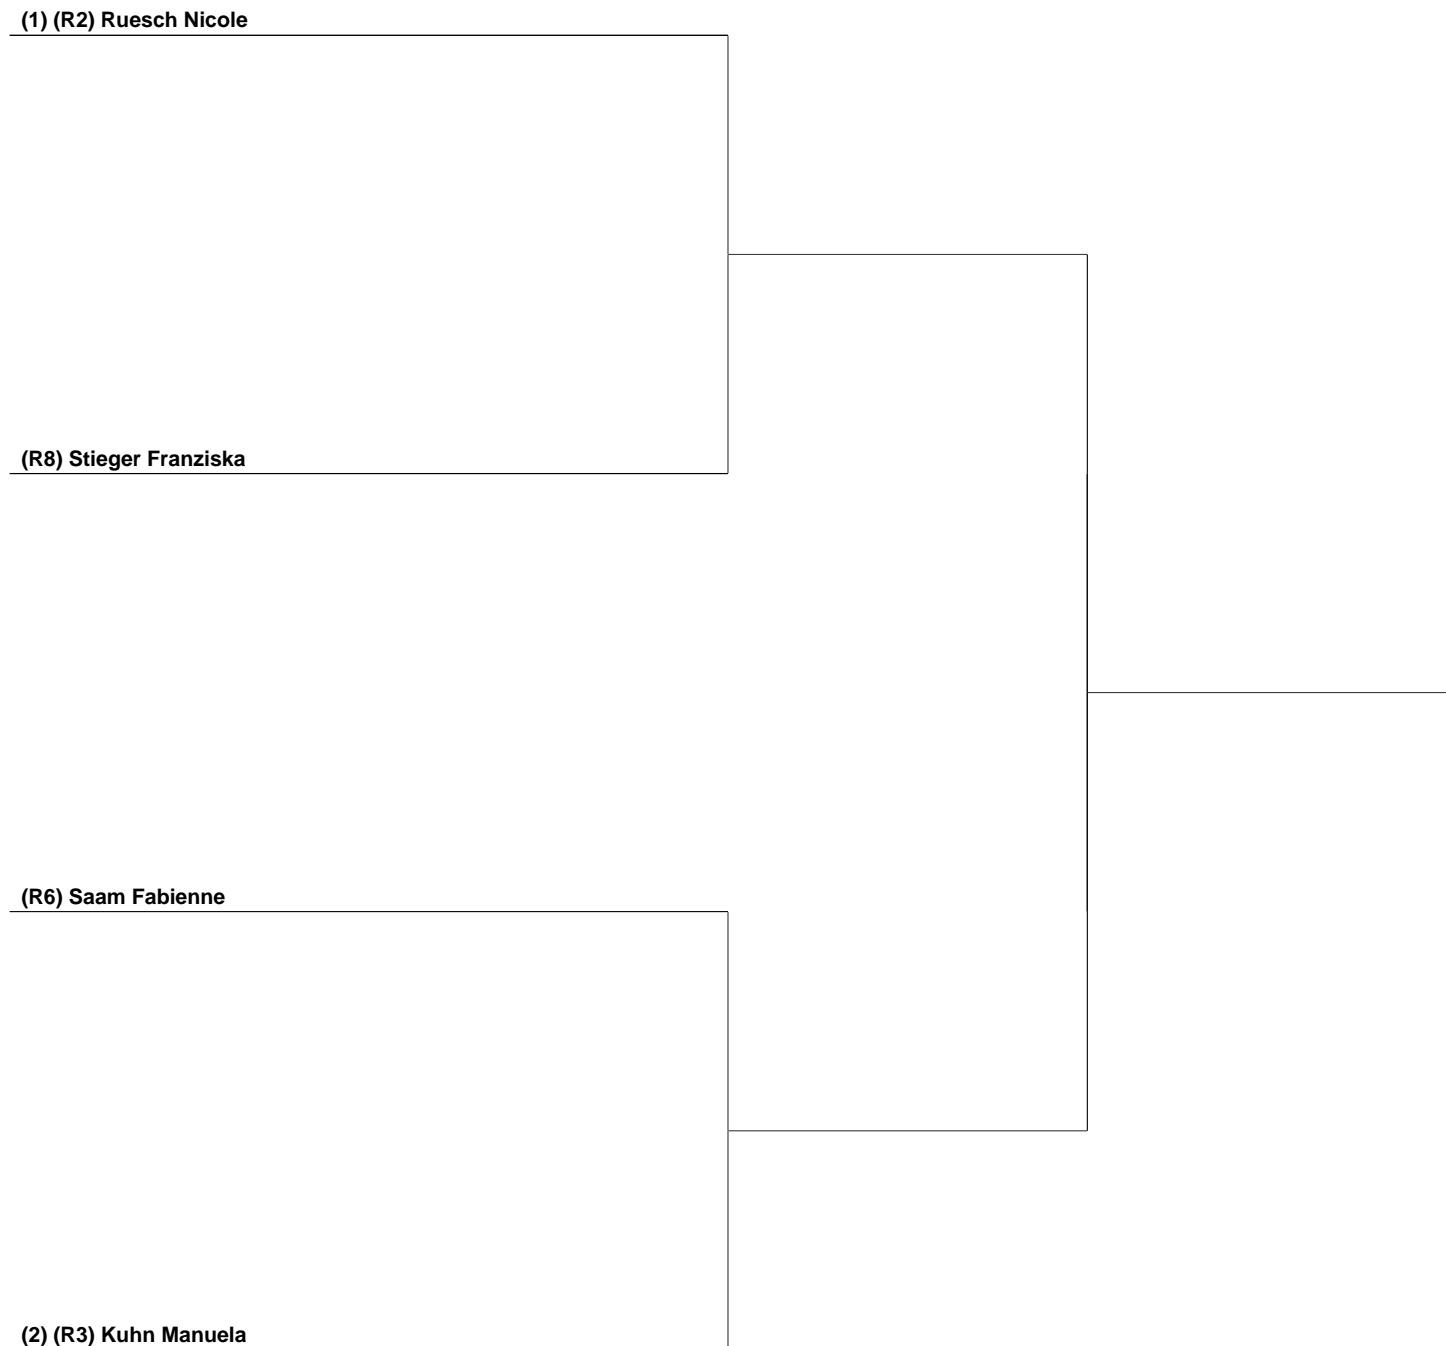 (1) (R2) Ruesch Nicole
(R8) Stieger Franziska
(R6) Saam Fabienne
(2) (R3) Kuhn Manuela